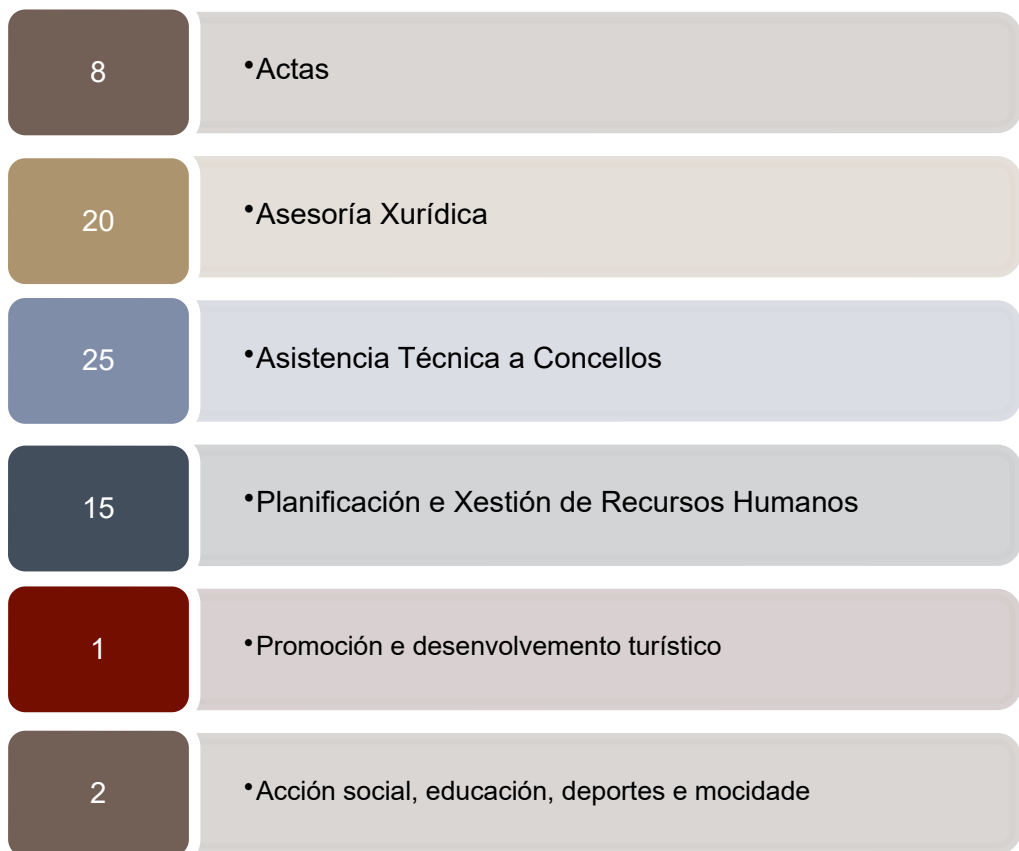 8
•Actas
20
•Asesoría Xurídica
25
•Asistencia Técnica a Concellos
15
•Planificación e Xestión de Recursos Humanos
1
•Promoción e desenvolvemento turístico
2
•Acción social, educación, deportes e mocidade